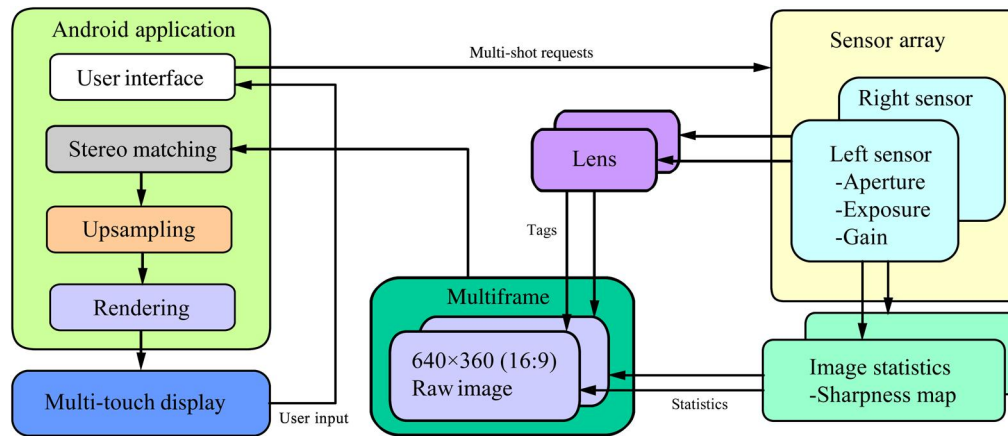 Android application
User interface
Stereo matching
Upsampling
Rendering
Multi-touch display
User input
Multi-shot requests
Lens
Tags
Multiframe
640×360 (16:9)
Raw image
Statistics
Sensor array
Right sensor
Left sensor
-Aperture
-Exposure
-Gain
Image statistics
-Sharpness map